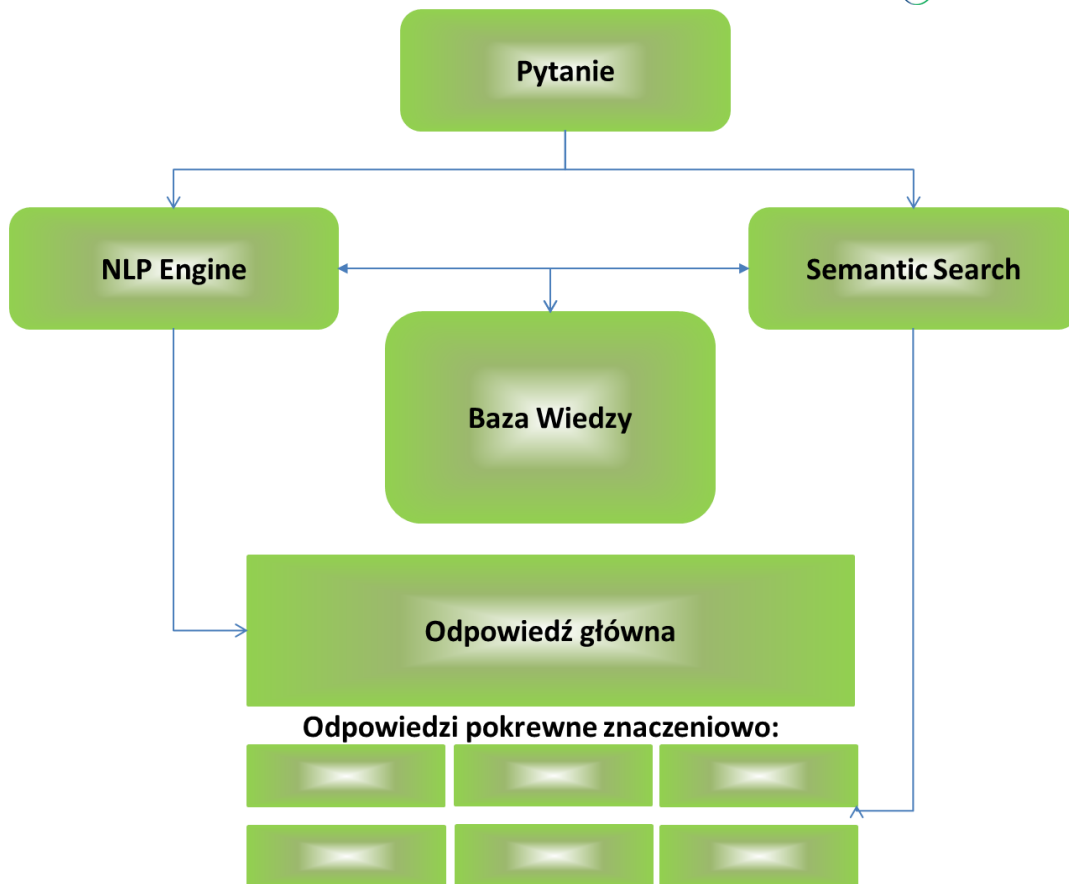 Pytanie
NLP Engine
Semantic Search
Baza Wiedzy
Odpowiedź główna
Odpowiedzi pokrewne znaczeniowo: